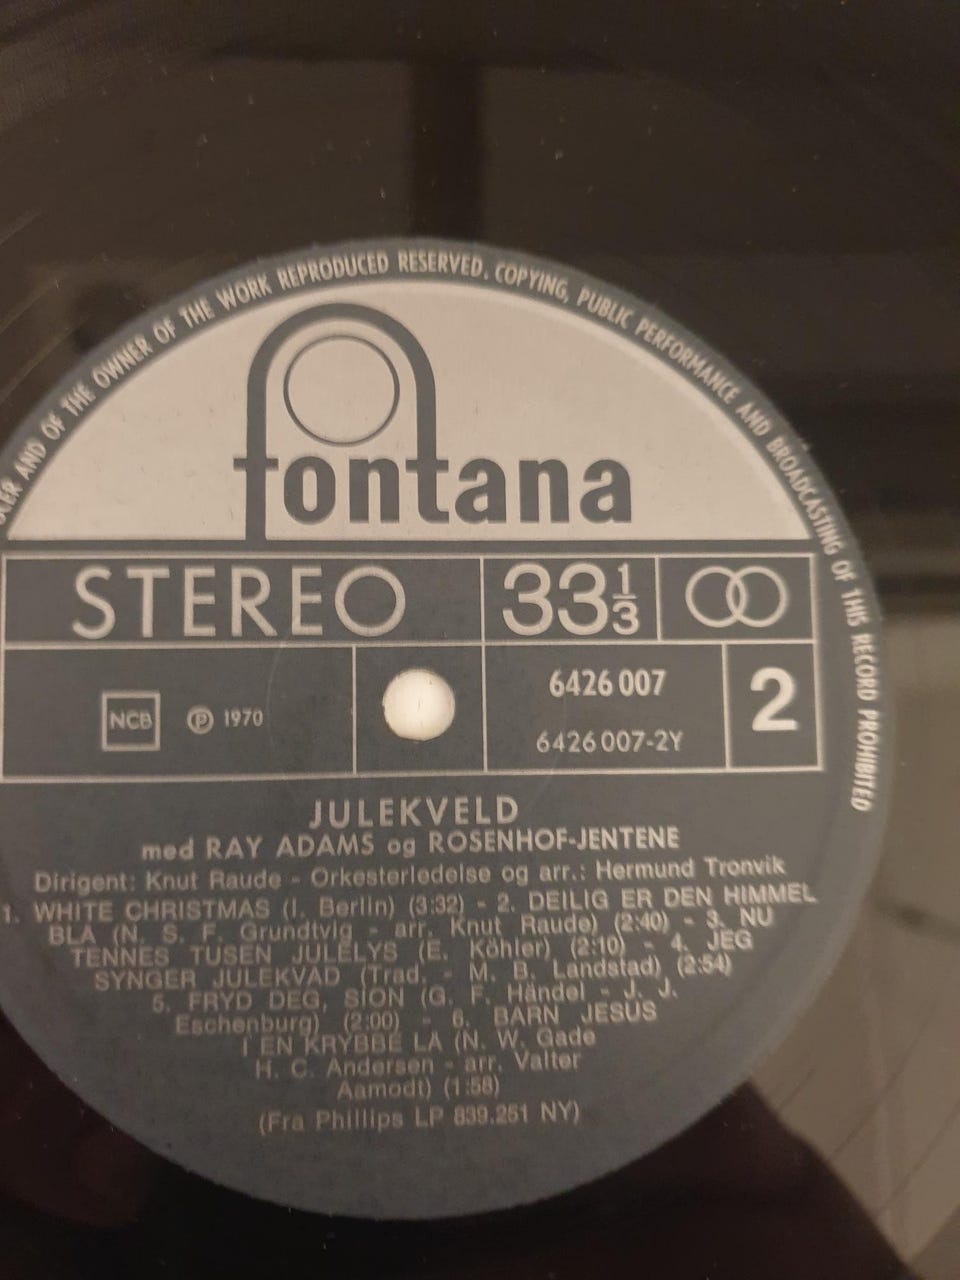 AND OF THE OWNER OF THE WORK REPRODUCED RESERVED. COPYING, PUBLIC PERFORMANCE AND BROADCASTING OF THIS RECORD PROHIBITED
fontana
STEREO 33 1/3
NCB ℗ 1970 6426 007 2
6426 007-2Y
JULEKVELD
med RAY ADAMS og ROSENHOF-JENTENE
Dirigent: Knut Raude - Orkesterledelse og arr.: Hermund Tronvik
1. WHITE CHRISTMAS (I. Berlin) (3:32) - 2. DEILIG ER DEN HIMMEL
BLÅ (N. S. F. Grundtvig - arr. Knut Raude) (2:40) - 3. NU
TENNES TUSEN JULELYS (E. Köhler) (2:10) - 4. JEG
SYNGER JULEKVAD (Trad. - M. B. Landstad) (2:54)
5. FRYD DEG, SION (G. F. Händel - J. J.
Eschenburg) (2:00) - 6. BARN JESUS
I EN KRYBBE LÅ (N. W. Gade
H. C. Andersen - arr. Valter
Aamodt) (1:58)
(Fra Phillips LP 839.251 NY)